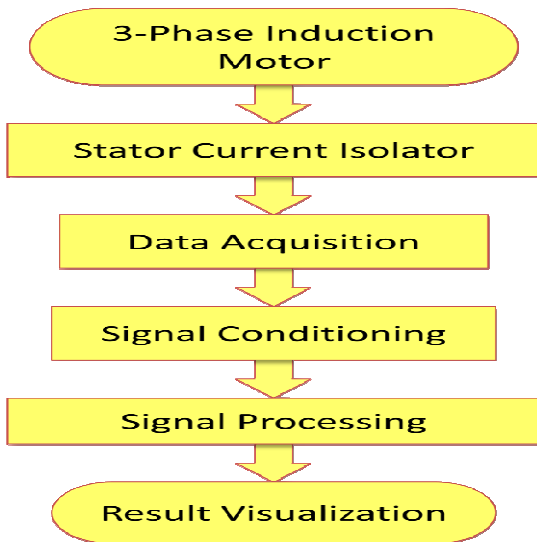 3-Phase Induction
Motor
Stator Current Isolator
Data Acquisition
Signal Conditioning
Signal Processing
Result Visualization